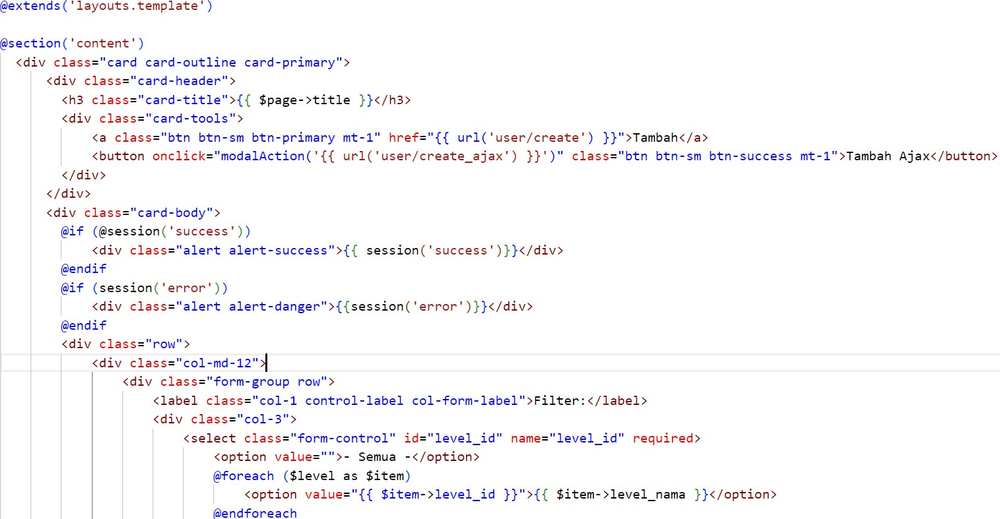 @extends('layouts.template')
@section('content')
<div class="card card-outline card-primary">
<div class="card-header">
<h3 class="card-title">{{ $page->title }}</h3>
<div class="card-tools">
<a class="btn btn-sm btn-primary mt-1" href="{{ url('user/create') }}">Tambah</a>
<button onclick="modalAction('{{ url('user/create_ajax') }}')" class="btn btn-sm btn-success mt-1">Tambah Ajax</button>
</div>
</div>
<div class="card-body">
@if (@session('success'))
<div class="alert alert-success">{{ session('success')}}</div>
@endif
@if (session('error'))
<div class="alert alert-danger">{{session('error')}}</div>
@endif
<div class="row">
<div class="col-md-12">
<div class="form-group row">
<label class="col-1 control-label col-form-label">Filter:</label>
<div class="col-3">
<select class="form-control" id="level_id" name="level_id" required>
<option value="">- Semua -</option>
@foreach ($level as $item)
<option value="{{ $item->level_id }}">{{ $item->level_nama }}</option>
@endforeach